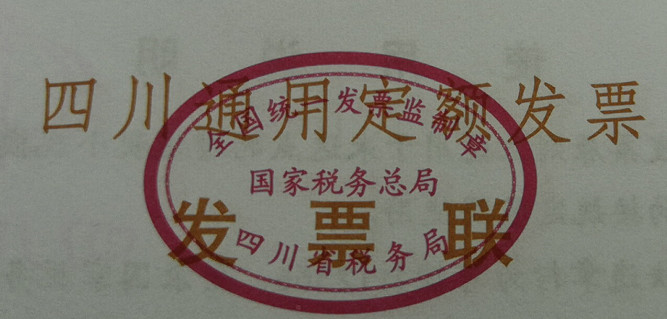 四川通用定额发票
全国统一发票监制章
国家税务总局
发票联
四川省税务局